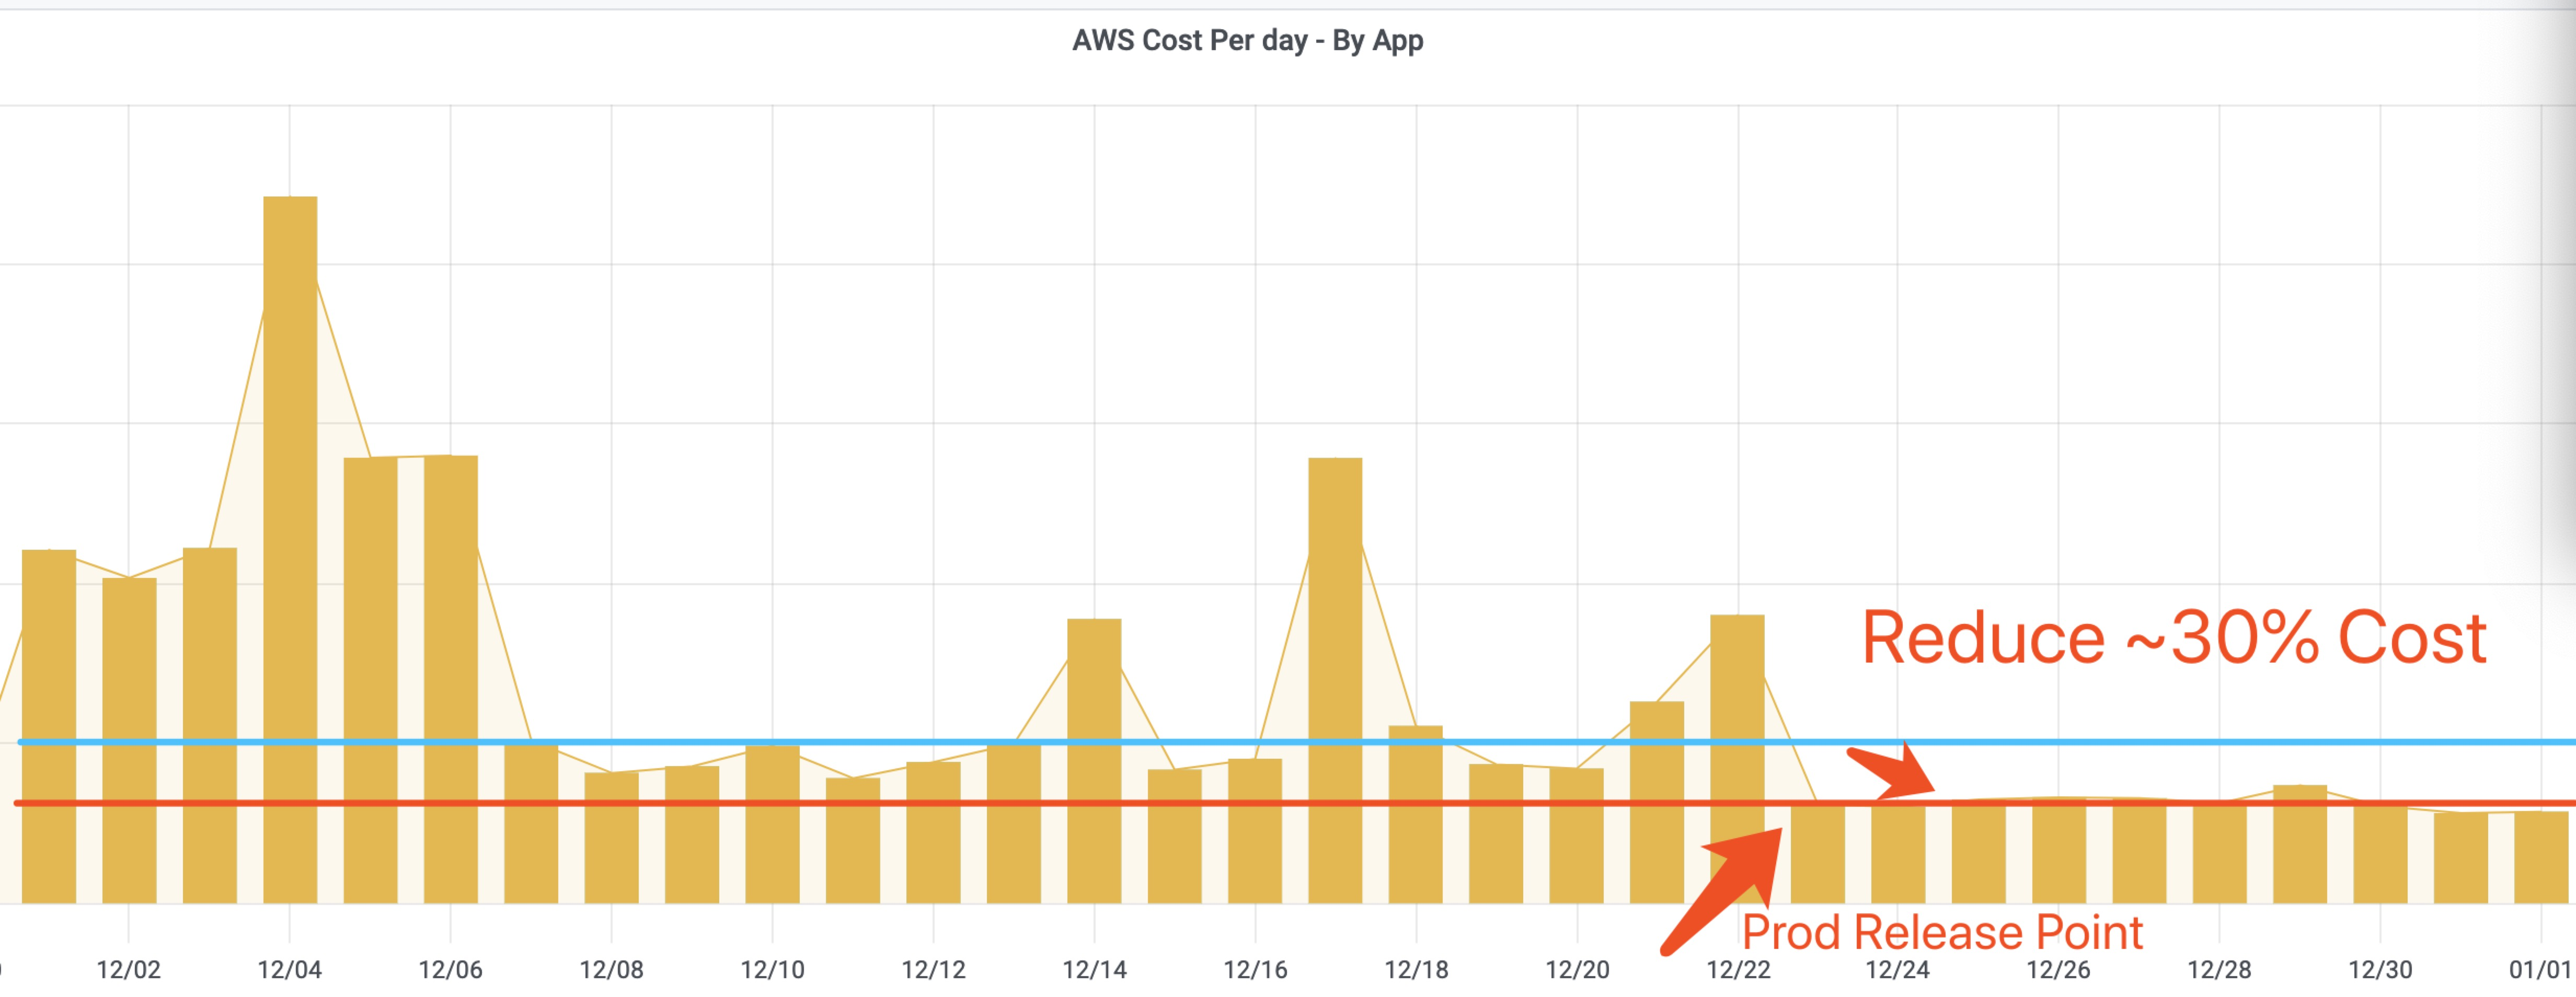 AWS Cost Per day - By App
Reduce ~30% Cost
Prod Release Point
12/02 12/04 12/06 12/08 12/10 12/12 12/14 12/16 12/18 12/20 12/22 12/24 12/26 12/28 12/30 01/01